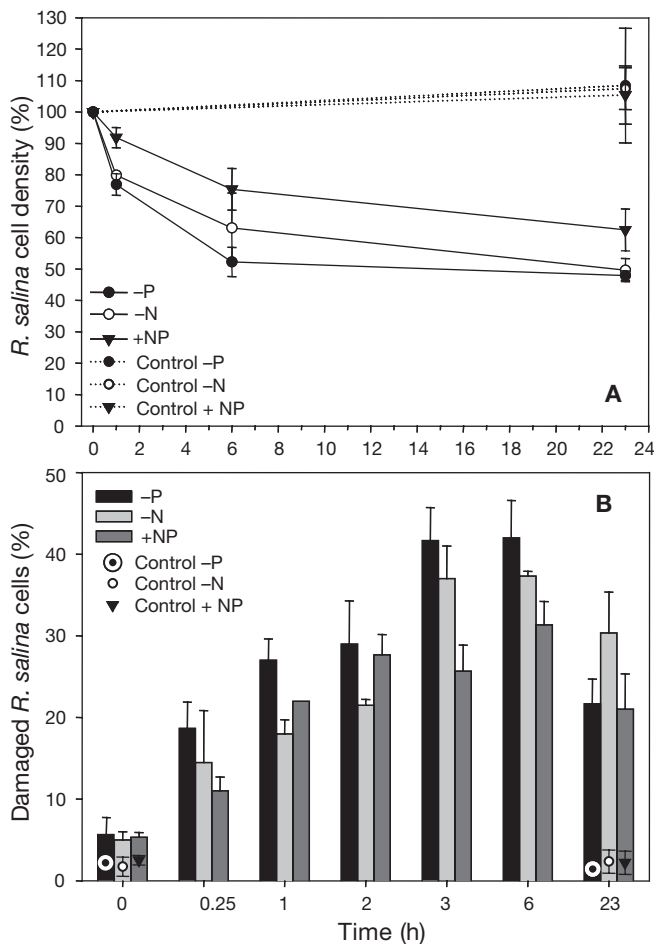 130
120
110
100
90
80
70
60
50
40
30
20
10
0
R. salina cell density (%)
–P
–N
+NP
Control –P
Control –N
Control + NP
A
0 2 4 6 8 10 12 14 16 18 20 22 24
50
40
30
20
10
0
Damaged R. salina cells (%)
–P
–N
+NP
Control –P
Control –N
Control + NP
B
0 0.25 1 2 3 6 23
Time (h)